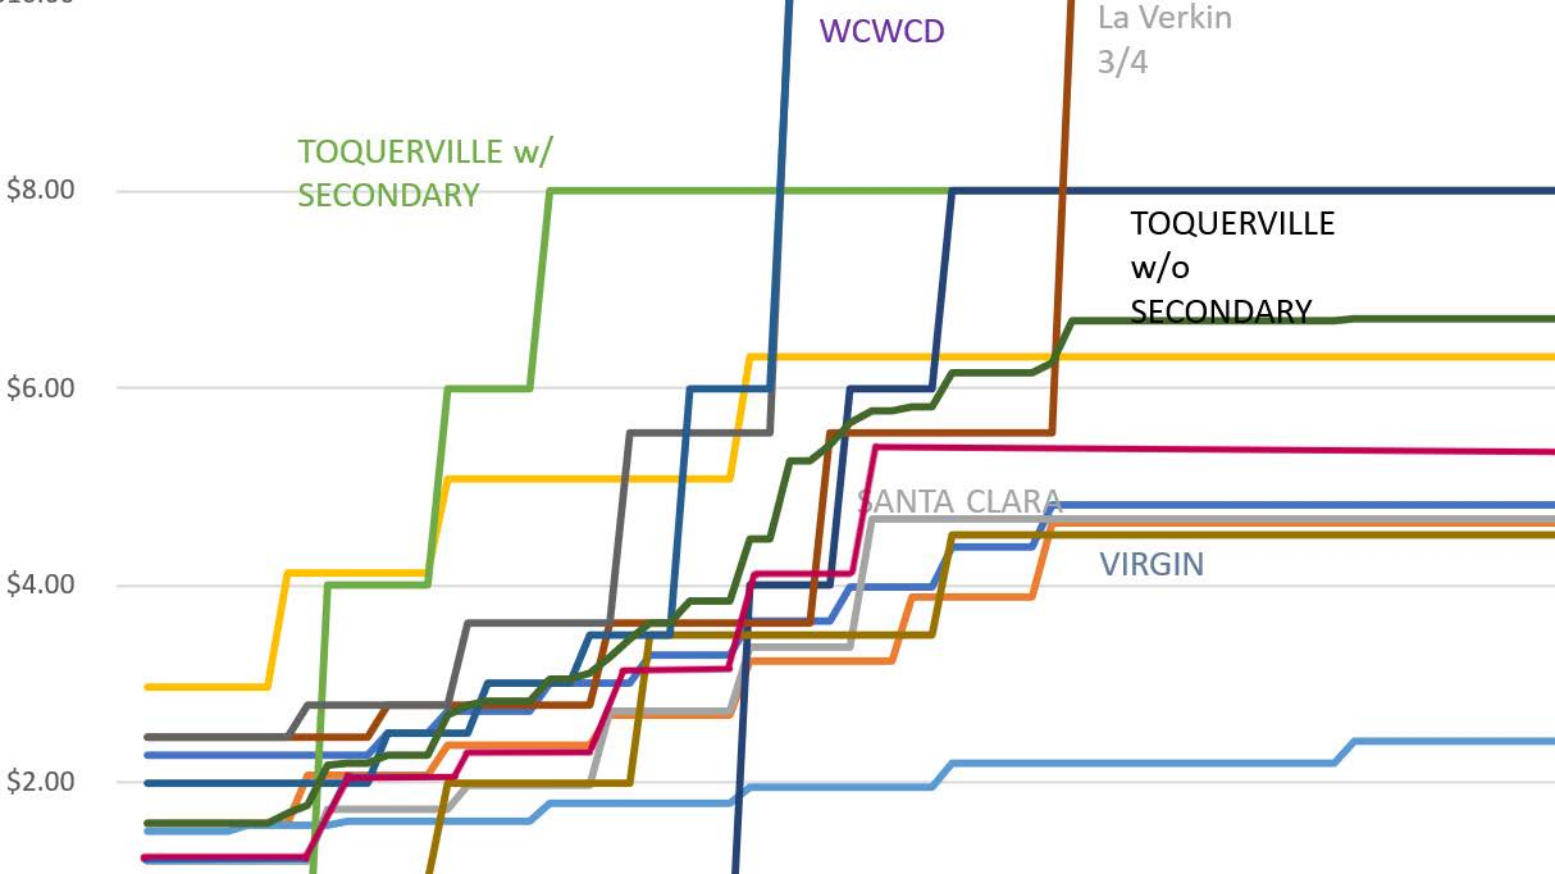 WCWCD
La Verkin
3/4
TOQUERVILLE w/
SECONDARY
$8.00
TOQUERVILLE
w/o
SECONDARY
$6.00
SANTA CLARA
VIRGIN
$4.00
$2.00